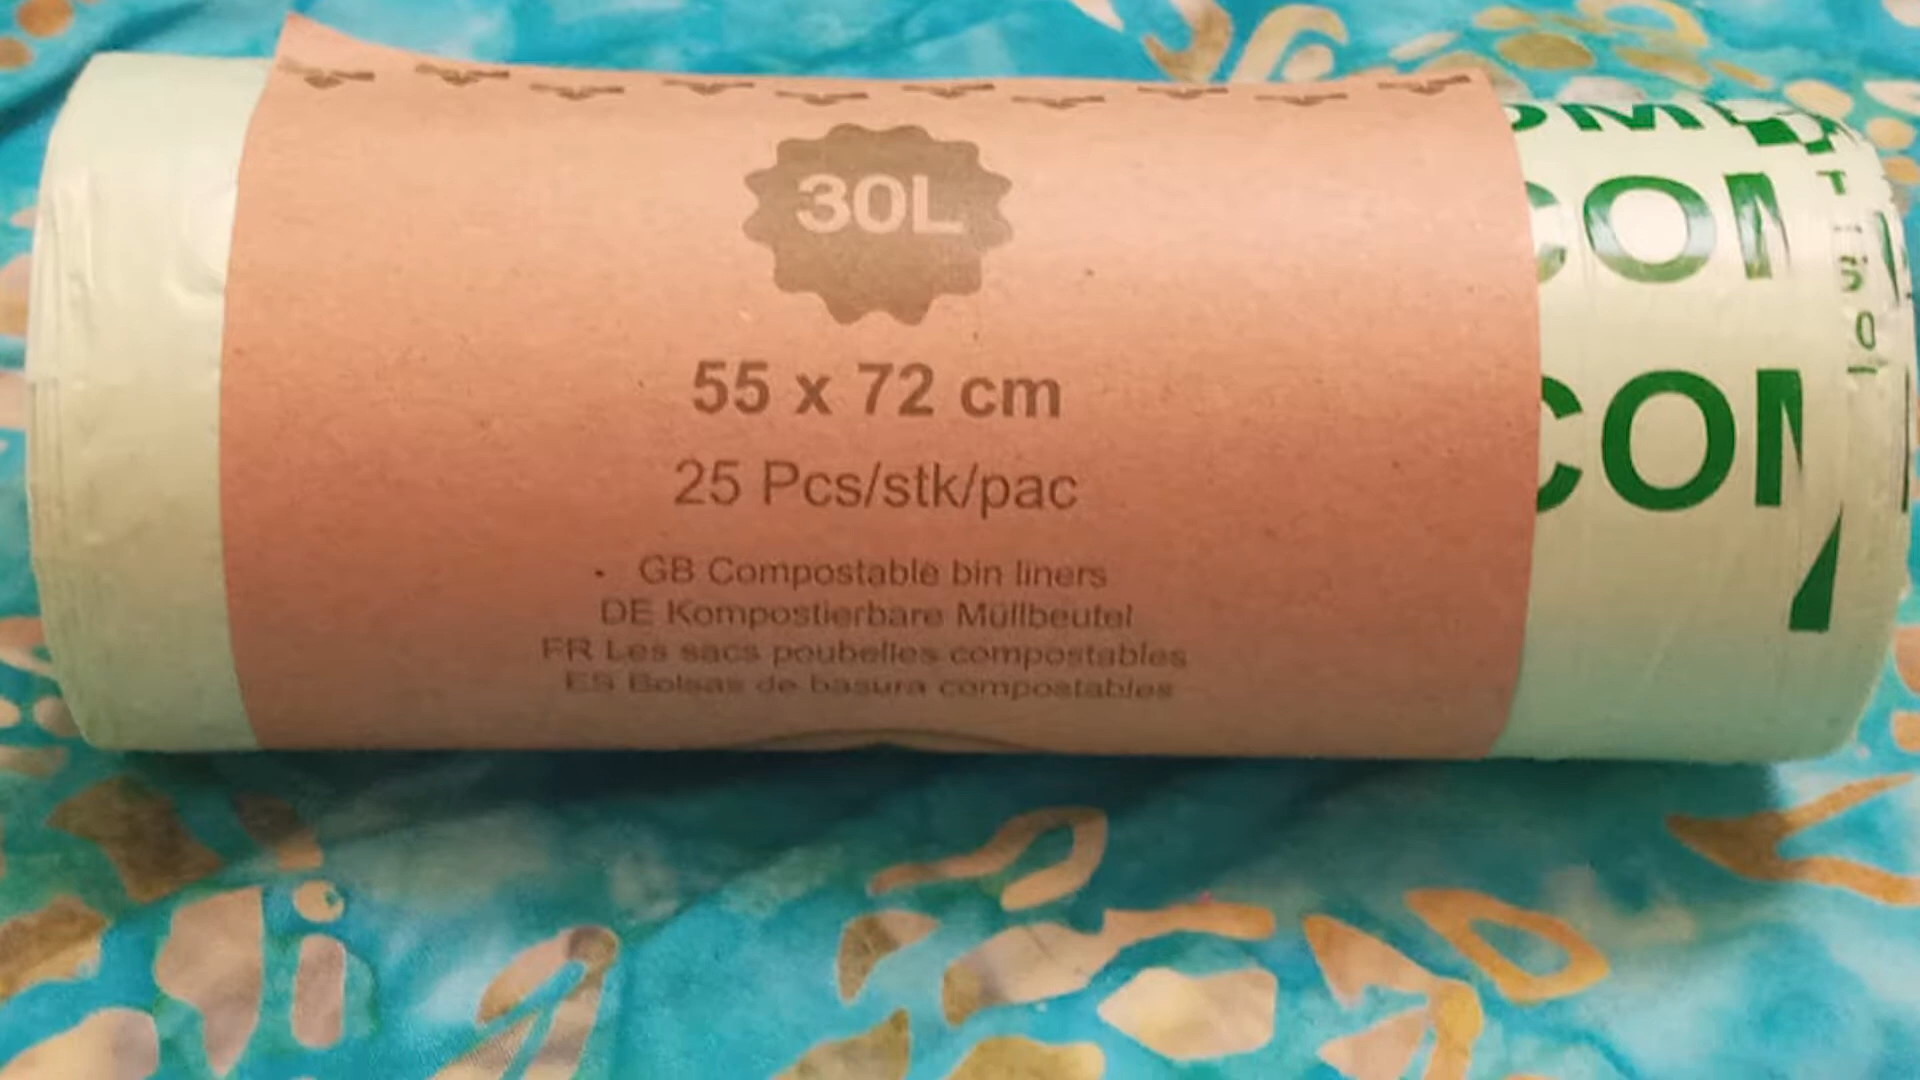 30L
55 x 72 cm
25 Pcs/stk/pac
GB Compostable bin liners
DE Kompostierbare Müllbeutel
FR Les sacs poubelles compostables
ES Bolsas de basura compostables
COM
COM